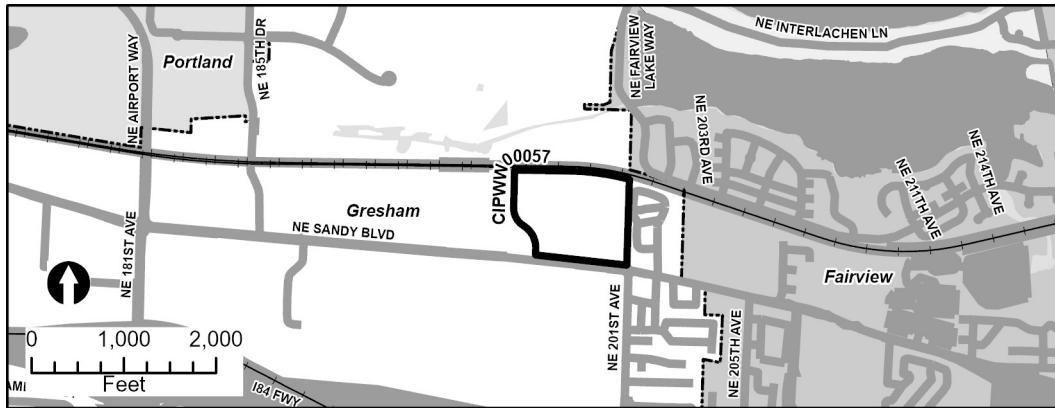 NE INTERLACHEN LN
Portland
NE AIRPORT WAY
NE 185TH DR
NE FAIRVIEW
LAKE WAY
NE 203RD AVE
NE 211TH AVE
NE 214TH AVE
CIPWW00057
Gresham
NE SANDY BLVD
NE 181ST AVE
Fairview
NE 201ST AVE
NE 205TH AVE
0 1,000 2,000
Feet
I84 FWY